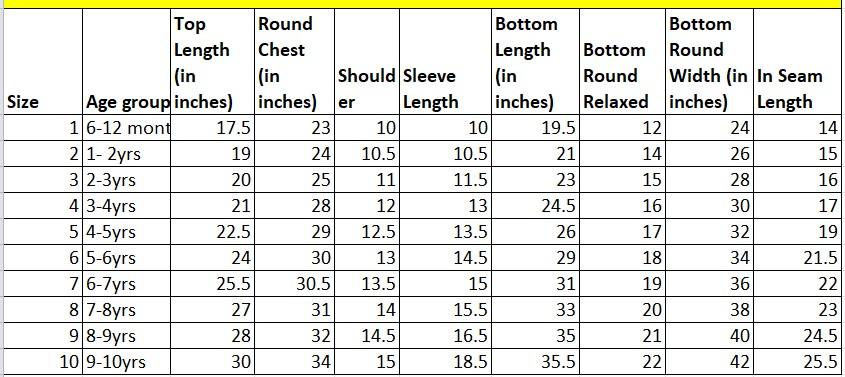 Size Age group Top Length (in inches) Round Chest (in inches) Should er Sleeve Length Bottom Length (in inches) Bottom Round Relaxed Bottom Round Width (in inches) In Seam Length
1 6-12 mont 17.5 23 10 10 19.5 12 24 14
2 1- 2yrs 19 24 10.5 10.5 21 14 26 15
3 2-3yrs 20 25 11 11.5 23 15 28 16
4 3-4yrs 21 28 12 13 24.5 16 30 17
5 4-5yrs 22.5 29 12.5 13.5 26 17 32 19
6 5-6yrs 24 30 13 14.5 29 18 34 21.5
7 6-7yrs 25.5 30.5 13.5 15 31 19 36 22
8 7-8yrs 27 31 14 15.5 33 20 38 23
9 8-9yrs 28 32 14.5 16.5 35 21 40 24.5
10 9-10yrs 30 34 15 18.5 35.5 22 42 25.5